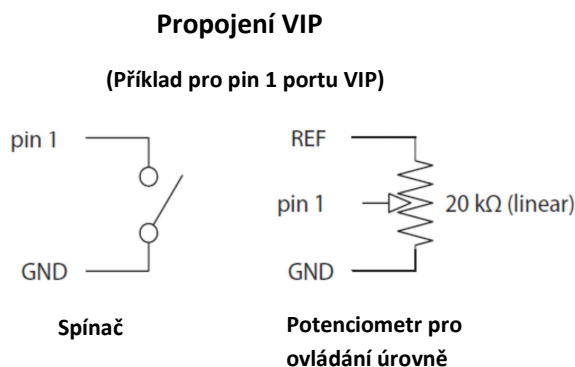 Propojení VIP
(Příklad pro pin 1 portu VIP)
pin 1
GND
Spínač
REF
pin 1
20 kΩ (linear)
GND
Potenciometr pro
ovládání úrovně